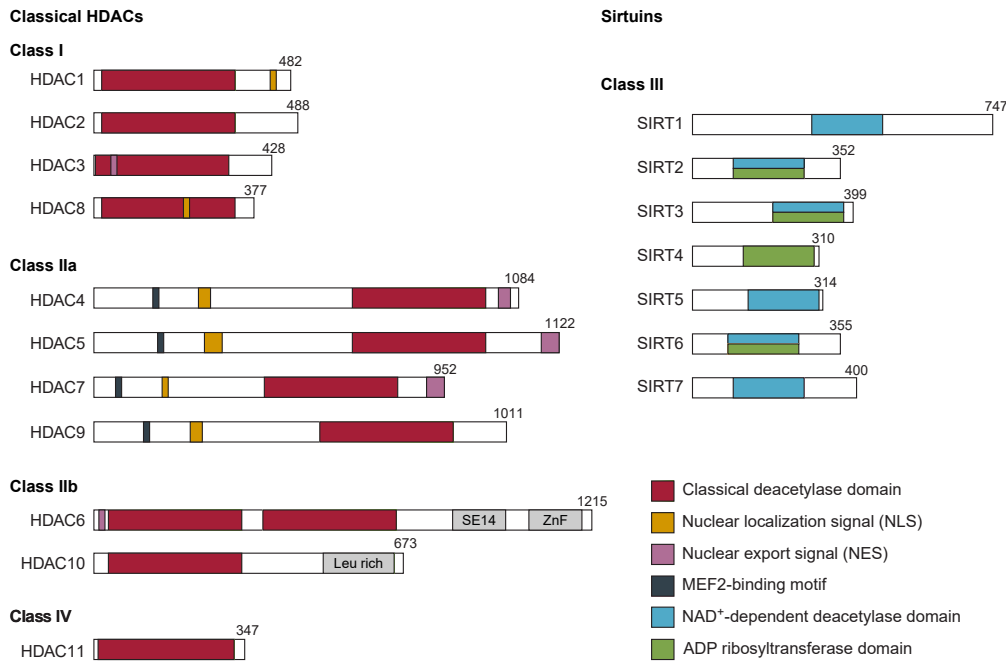 Classical HDACs
Class I
HDAC1
482
HDAC2
488
HDAC3
428
HDAC8
377
Class IIa
HDAC4
1084
HDAC5
1122
HDAC7
952
HDAC9
1011
Class IIb
HDAC6
SE14
ZnF
1215
HDAC10
Leu rich
673
Class IV
HDAC11
347
Sirtuins
Class III
SIRT1
747
SIRT2
352
SIRT3
399
SIRT4
310
SIRT5
314
SIRT6
355
SIRT7
400
Classical deacetylase domain
Nuclear localization signal (NLS)
Nuclear export signal (NES)
MEF2-binding motif
NAD⁺-dependent deacetylase domain
ADP ribosyltransferase domain